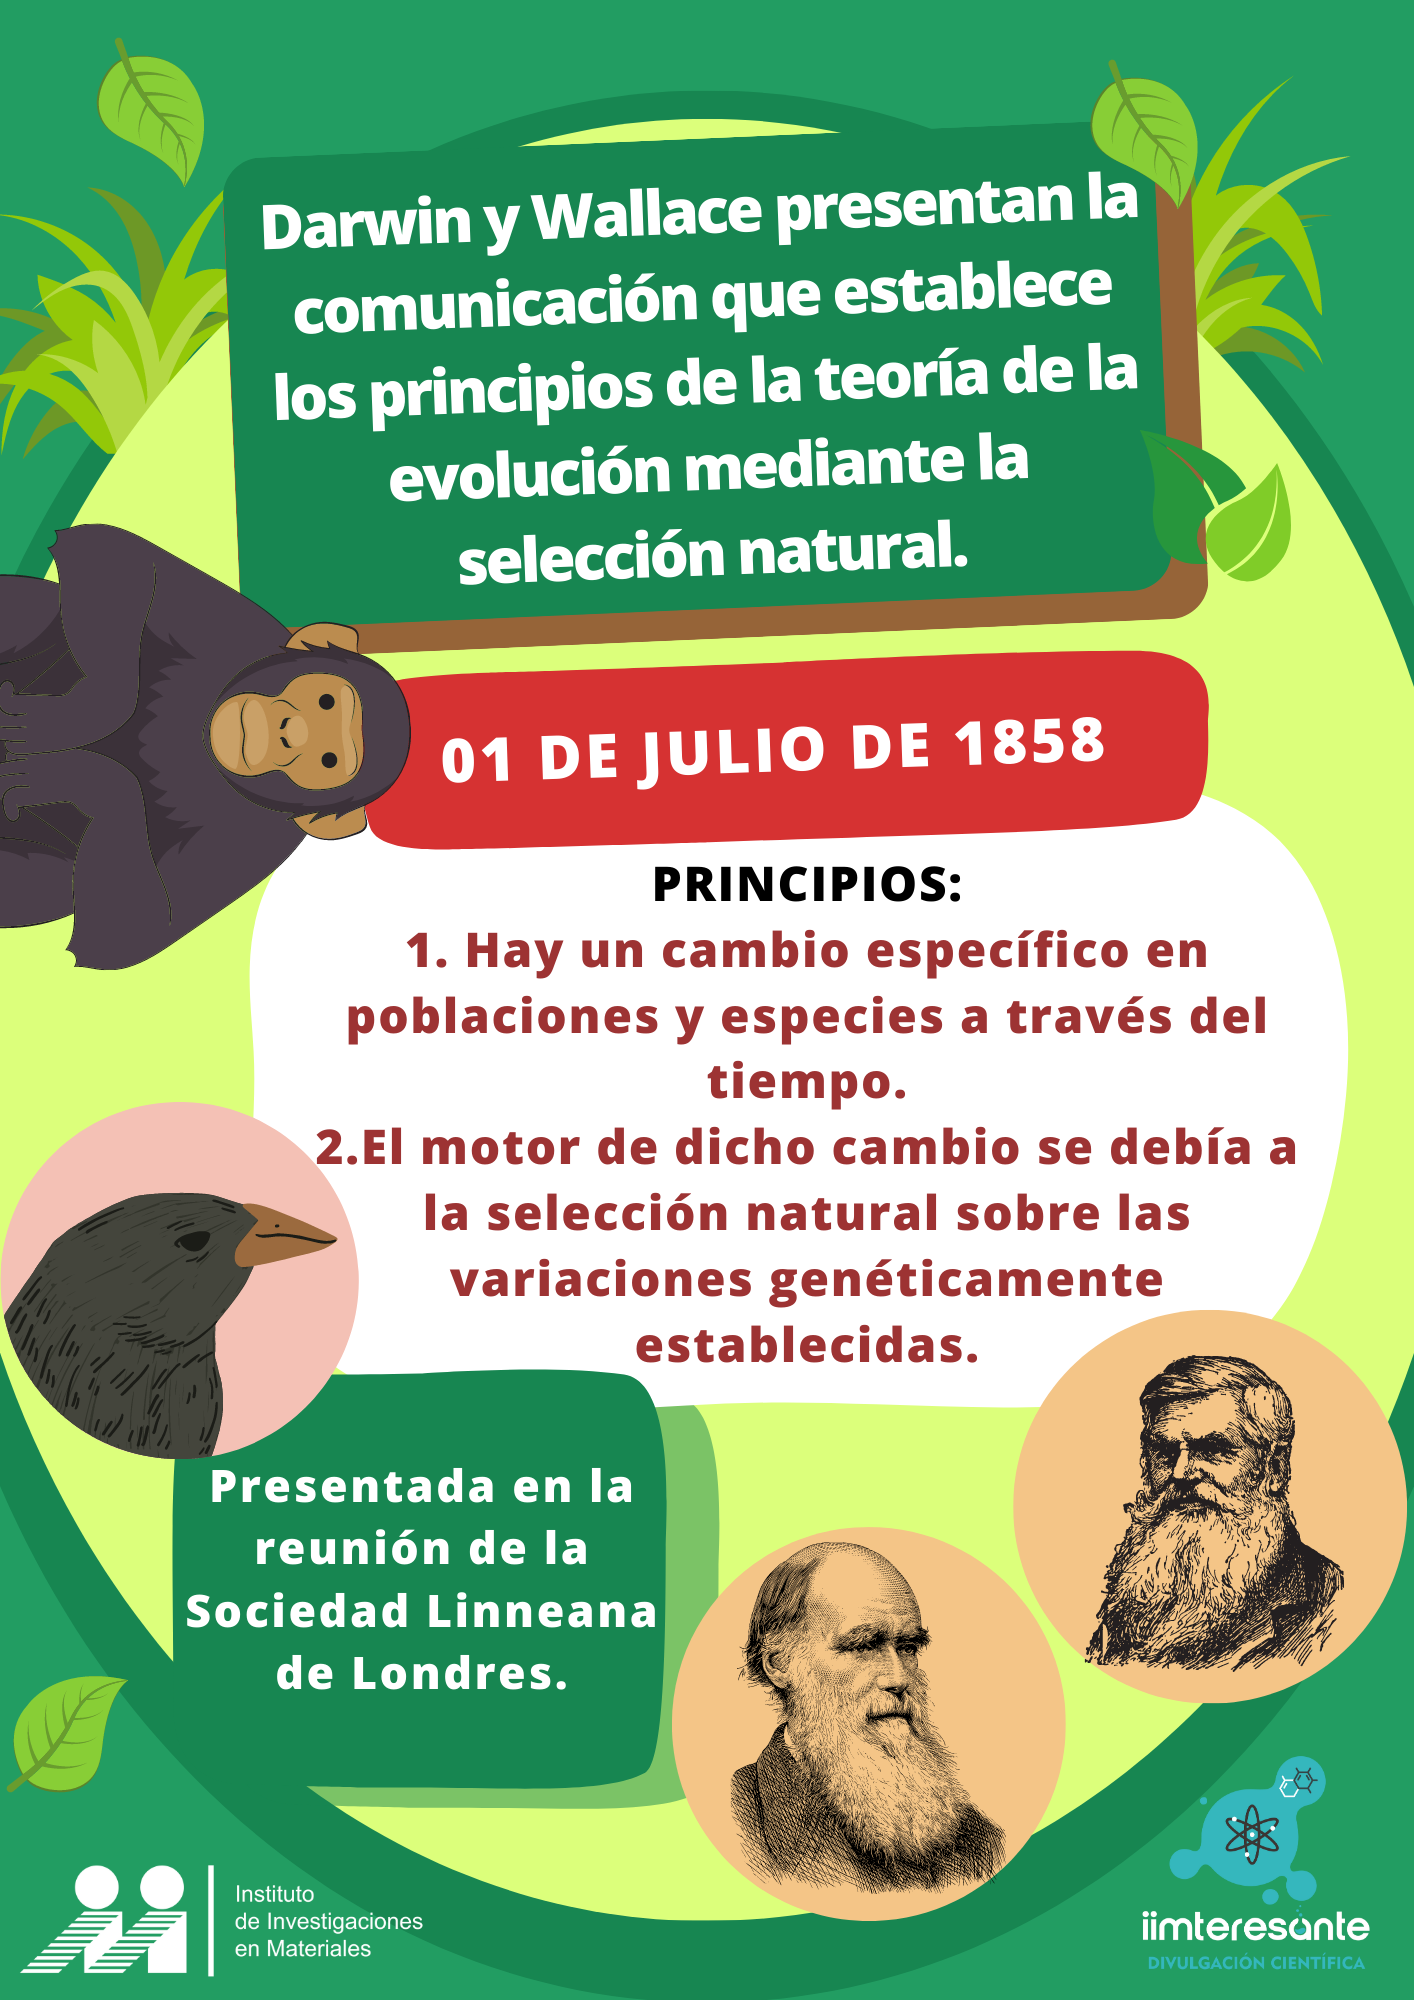 Darwin y Wallace presentan la
comunicación que establece
los principios de la teoría de la
evolución mediante la
selección natural.
01 DE JULIO DE 1858
PRINCIPIOS:
1. Hay un cambio específico en
poblaciones y especies a través del
tiempo.
2.El motor de dicho cambio se debía a
la selección natural sobre las
variaciones genéticamente
establecidas.
Presentada en la
reunión de la
Sociedad Linneana
de Londres.
Instituto
de Investigaciones
en Materiales
iimteresante
DIVULGACIÓN CIENTÍFICA